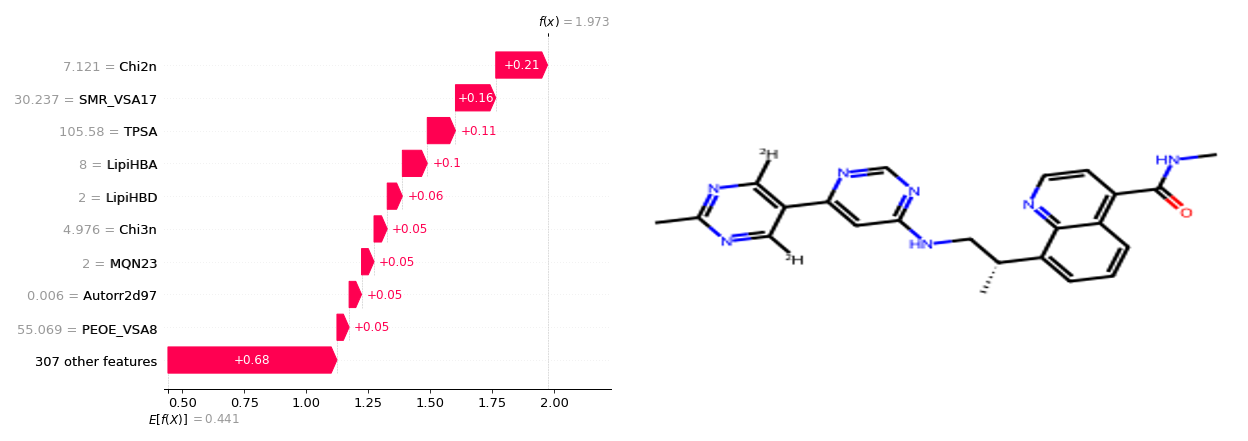 f(x) = 1.973
7.121 = Chi2n
+0.21
30.237 = SMR_VSA17
+0.16
105.58 = TPSA
+0.11
8 = LipiHBA
+0.1
2 = LipiHBD
+0.06
4.976 = Chi3n
+0.05
2 = MQN23
+0.05
0.006 = Autorr2d97
+0.05
55.069 = PEOE_VSA8
+0.05
307 other features
+0.68
0.50 0.75 1.00 1.25 1.50 1.75 2.00
E[f(X)] = 0.441
2H
N
N
2H
N
N
HN
N
HN
O